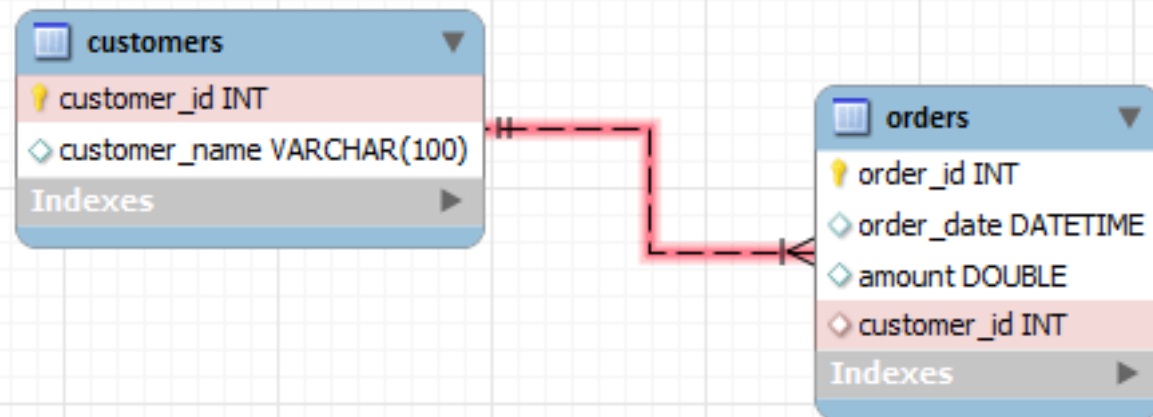 customers
customer_id INT
customer_name VARCHAR(100)
Indexes
orders
order_id INT
order_date DATETIME
amount DOUBLE
customer_id INT
Indexes